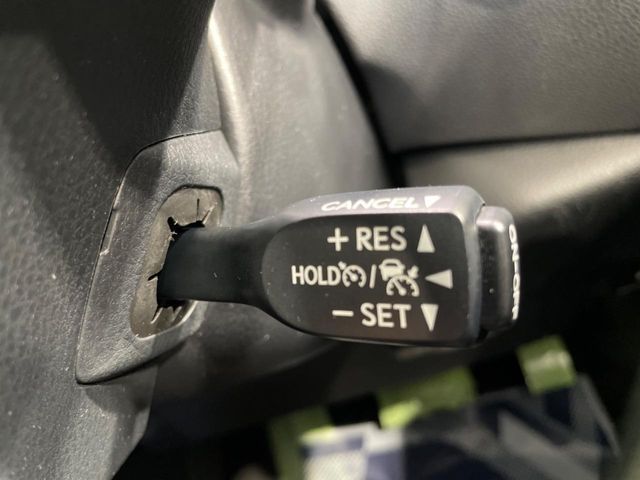 CANCEL ▼
+ RES ▲
HOLD / ◀
− SET ▼
ON·OFF